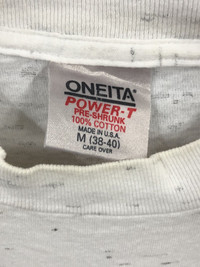 ONEITA
POWER-T
PRE-SHRUNK
100% COTTON
MADE IN U.S.A.
M (38-40)
CARE OVER